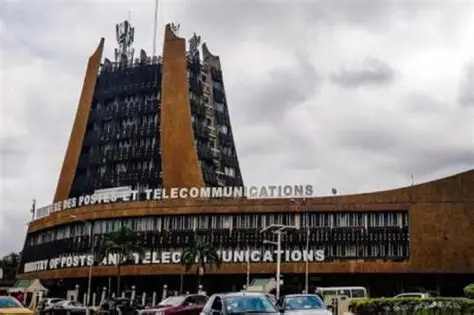 MINISTERE DES POSTES ET TELECOMMUNICATIONS
MINISTRY OF POSTS AND TELECOMMUNICATIONS